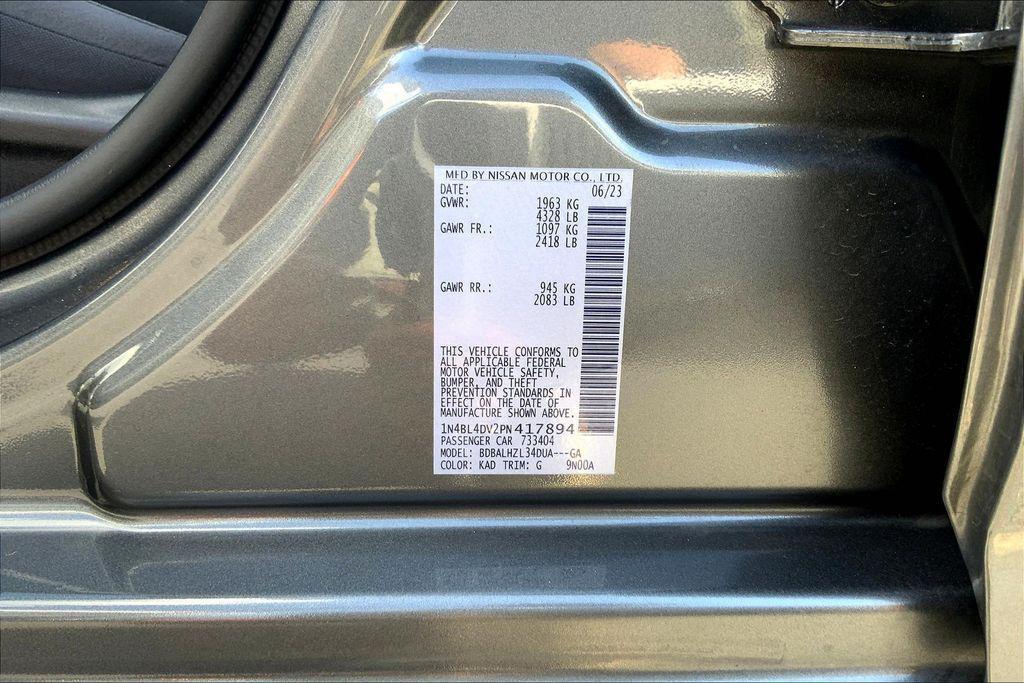 MFD BY NISSAN MOTOR CO., LTD.
DATE: 06/23
GVWR: 1963 KG
4328 LB
GAWR FR.: 1097 KG
2418 LB
GAWR RR.: 945 KG
2083 LB
THIS VEHICLE CONFORMS TO
ALL APPLICABLE FEDERAL
MOTOR VEHICLE SAFETY,
BUMPER, AND THEFT
PREVENTION STANDARDS IN
EFFECT ON THE DATE OF
MANUFACTURE SHOWN ABOVE.
1N4BL4DV2PN417894
PASSENGER CAR 733404
MODEL: BDBALHZL34DUA---GA
COLOR: KAD TRIM: G 9N00A